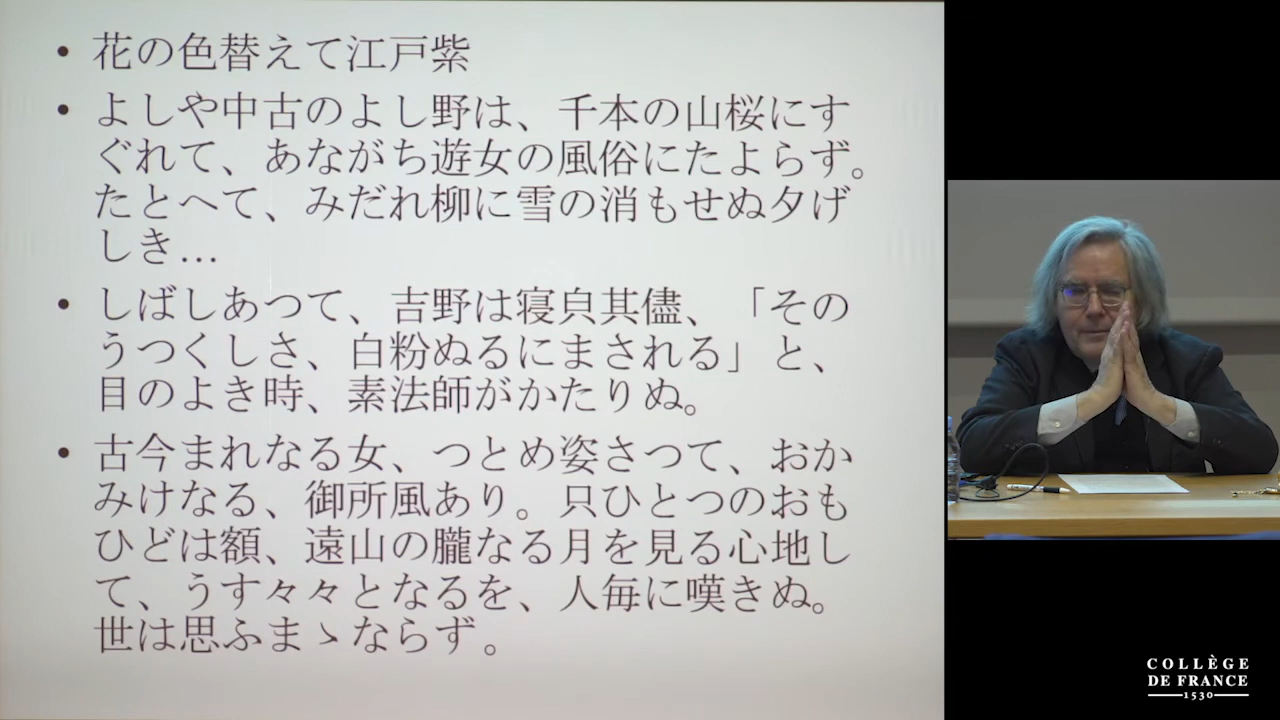 • 花の色替えて江戸紫
• よしや中古のよし野は、千本の山桜にす
ぐれて、あながち遊女の風俗にたよらず。
たとへて、みだれ柳に雪の消もせぬ夕げ
しき…
• しばしあつて、吉野は寝皃其儘、「その
うつくしさ、白粉ぬるにまされる」と、
目のよき時、素法師がかたりぬ。
• 古今まれなる女、つとめ姿さつて、おか
みけなる、御所風あり。只ひとつのおも
ひどは額、遠山の朧なる月を見る心地し
て、うす々々となるを、人毎に嘆きぬ。
世は思ふまゝならず。
COLLÈGE
DE FRANCE
1530